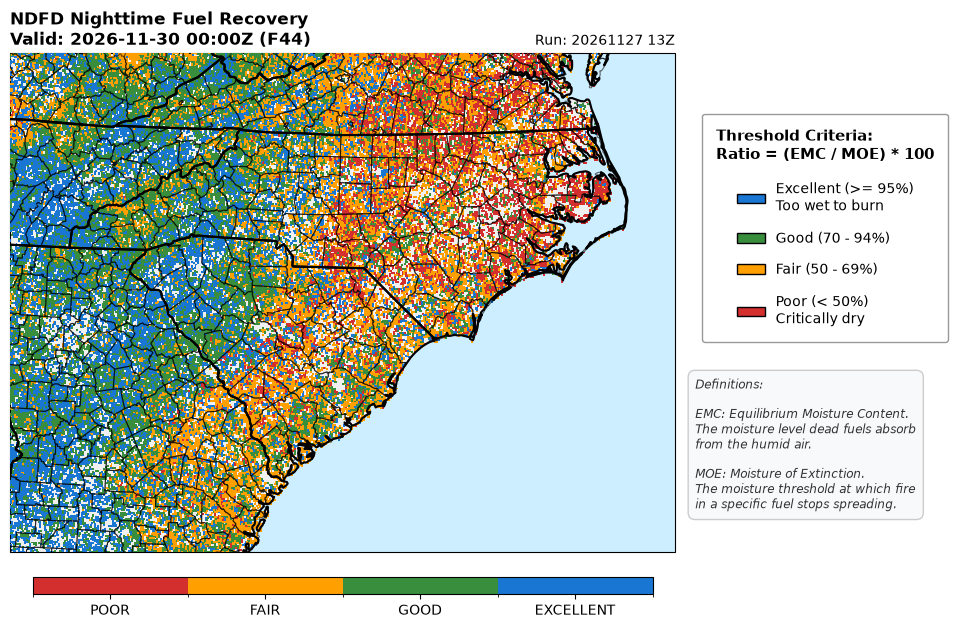 NDFD Nighttime Fuel Recovery
Valid: 2026-11-30 00:00Z (F44)
Run: 20261127 13Z
Threshold Criteria:
Ratio = (EMC / MOE) * 100
Excellent (>= 95%)
Too wet to burn
Good (70 - 94%)
Fair (50 - 69%)
Poor (< 50%)
Critically dry
Definitions:
EMC: Equilibrium Moisture Content.
The moisture level dead fuels absorb
from the humid air.
MOE: Moisture of Extinction.
The moisture threshold at which fire
in a specific fuel stops spreading.
POOR
FAIR
GOOD
EXCELLENT